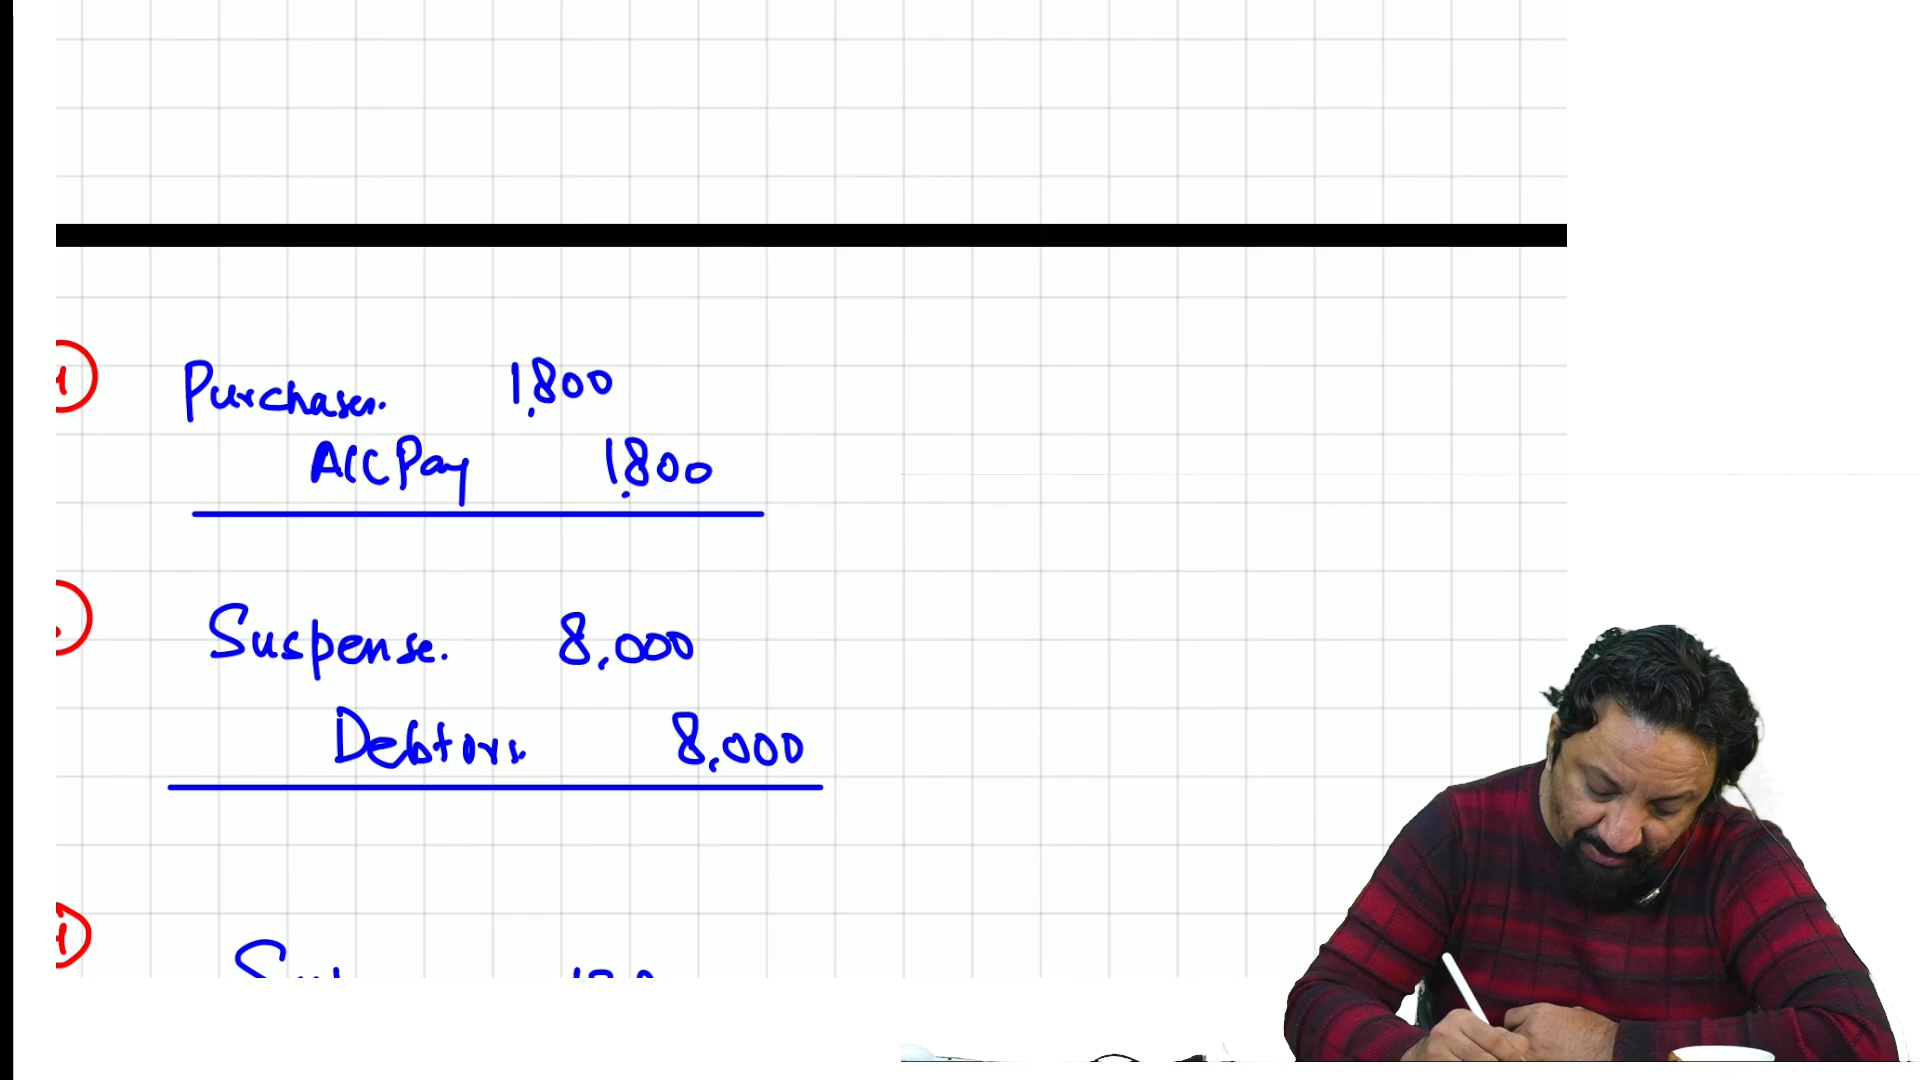 Purchases. 1,800
A/C Pay 1,800
Suspense. 8,000
Debtors. 8,000